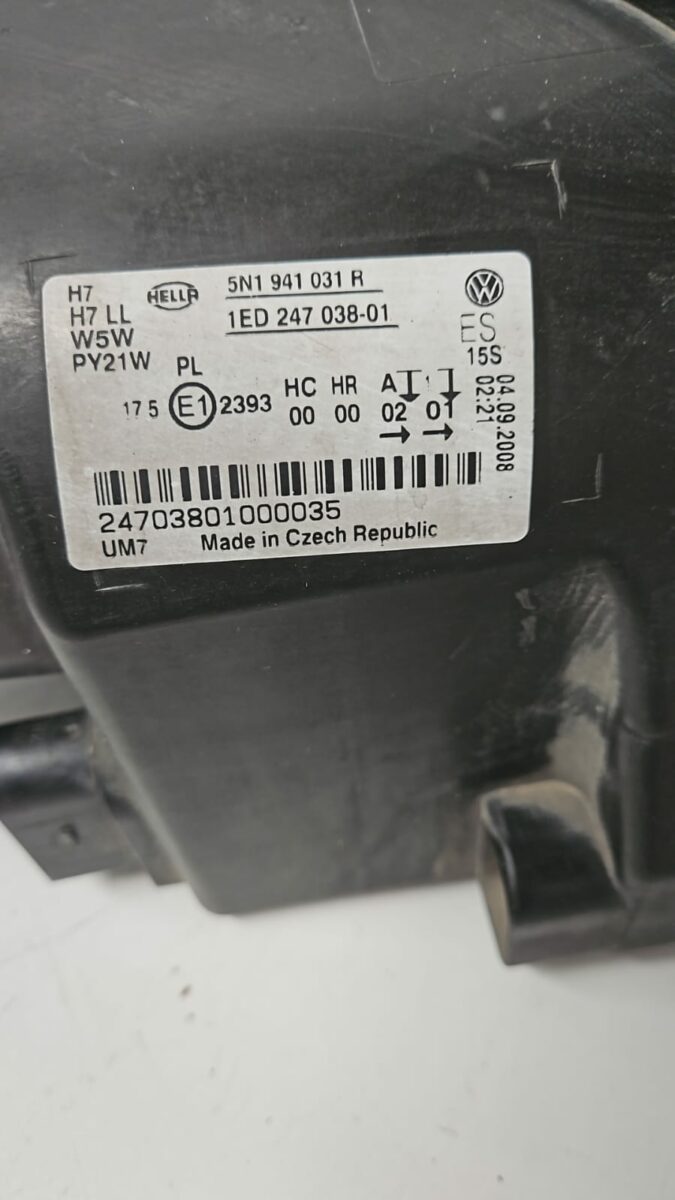 H7
H7 LL
W5W
PY21W
HELLA
5N1 941 031 R
1ED 247 038-01
ES
15S
PL
17 5 E1 2393
HC HR A 1
00 00 02 01
04.09.2008
02:21
24703801000035
UM7 Made in Czech Republic